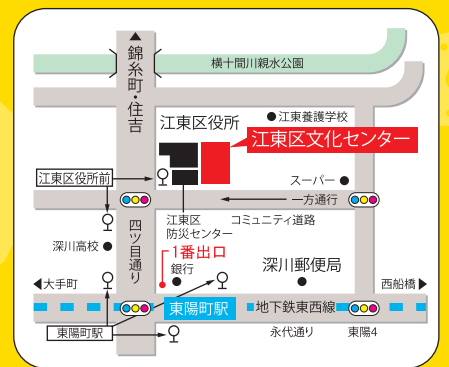 横十間川親水公園
錦糸町・住吉
江東区役所
江東養護学校
江東区文化センター
江東区役所前
スーパー
一方通行
江東区
防災センター
コミュニティ道路
四ツ目通り
深川高校
1番出口
銀行
深川郵便局
大手町
西船橋
東陽町駅
地下鉄東西線
東陽町駅
永代通り
東陽4